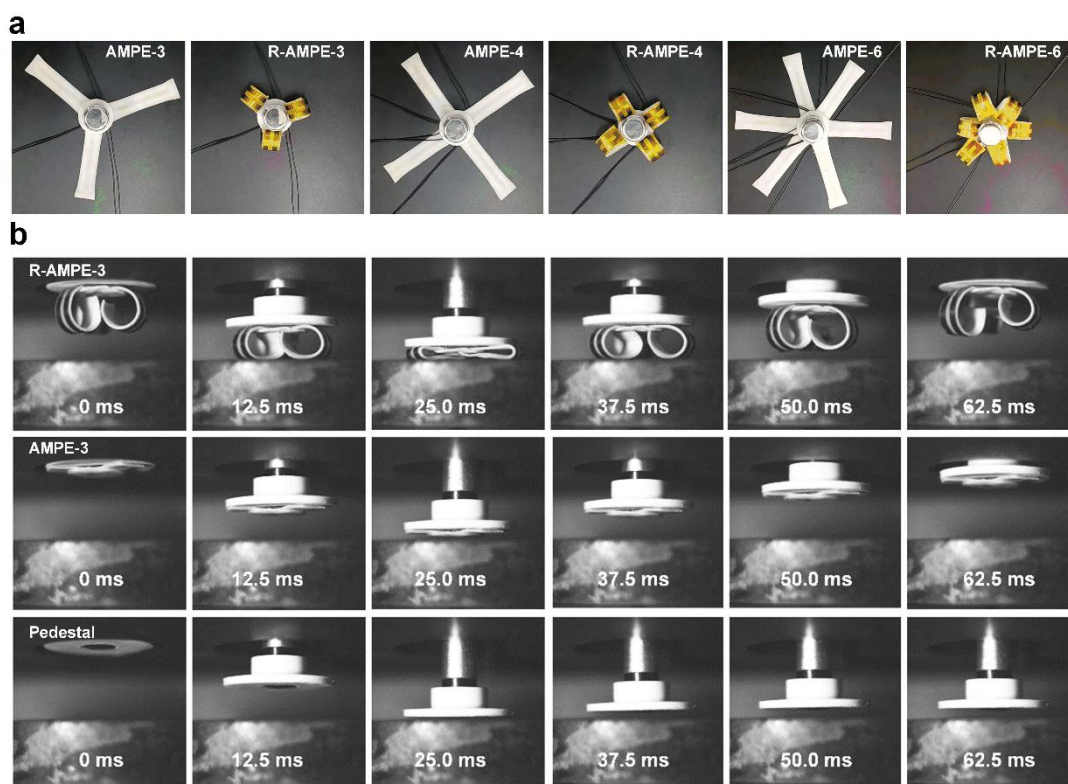 a
AMPE-3 R-AMPE-3 AMPE-4 R-AMPE-4 AMPE-6 R-AMPE-6
b
R-AMPE-3
0 ms 12.5 ms 25.0 ms 37.5 ms 50.0 ms 62.5 ms
AMPE-3
0 ms 12.5 ms 25.0 ms 37.5 ms 50.0 ms 62.5 ms
Pedestal
0 ms 12.5 ms 25.0 ms 37.5 ms 50.0 ms 62.5 ms